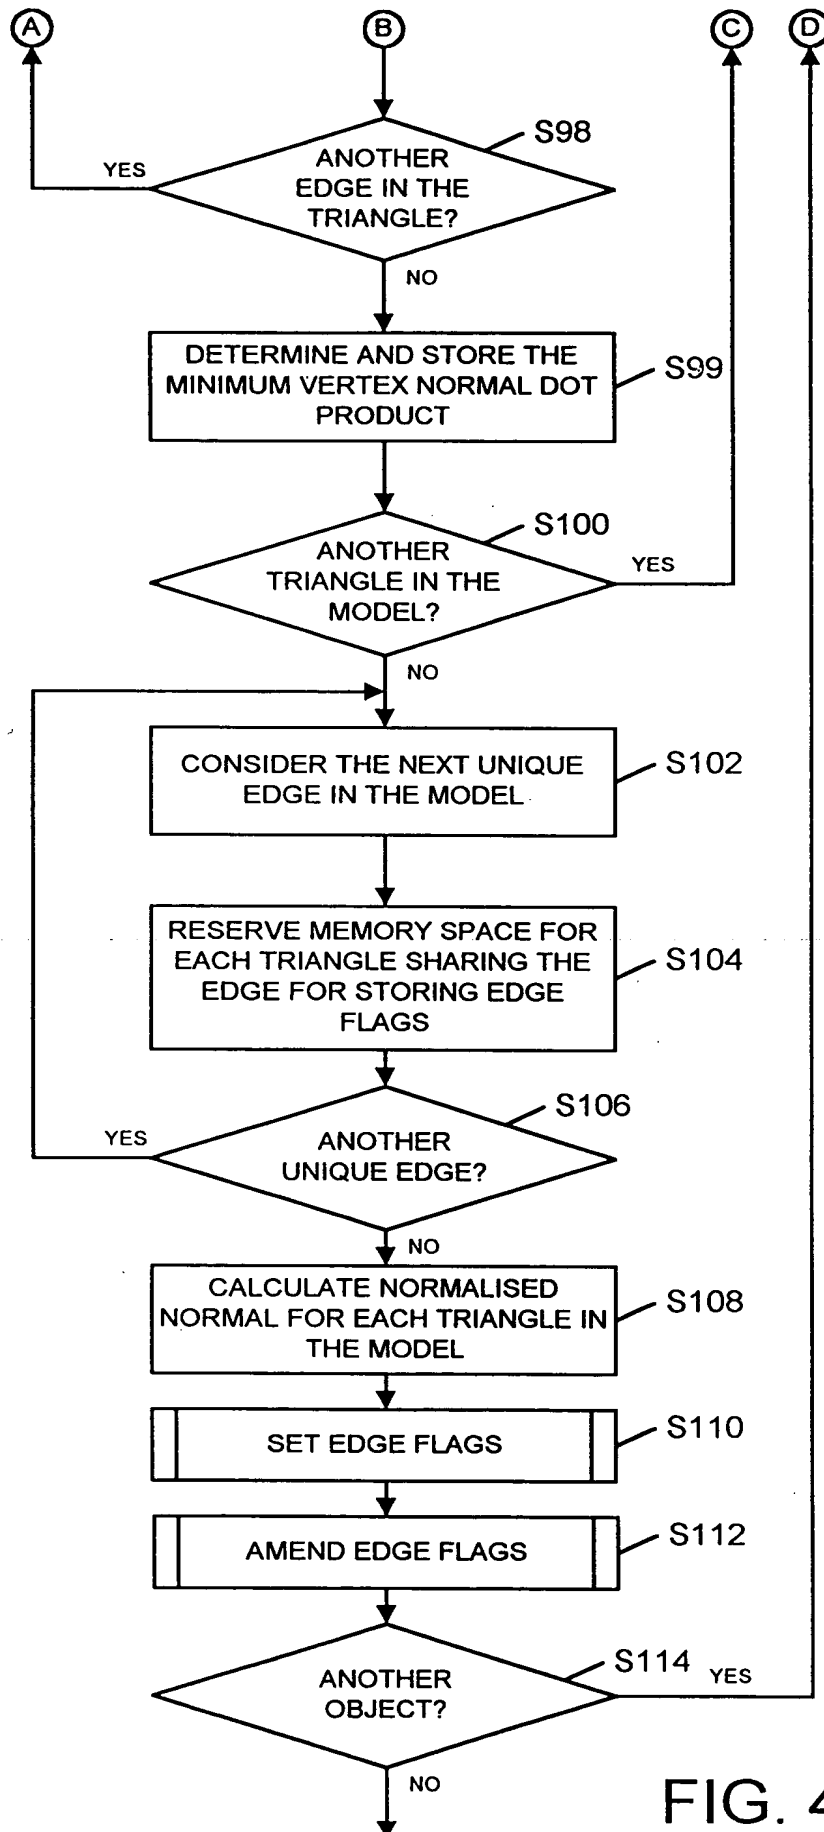 A
B
C
D
S98
ANOTHER
EDGE IN THE
TRIANGLE?
YES
NO
DETERMINE AND STORE THE
MINIMUM VERTEX NORMAL DOT
PRODUCT
S99
S100
ANOTHER
TRIANGLE IN THE
MODEL?
YES
NO
CONSIDER THE NEXT UNIQUE
EDGE IN THE MODEL
S102
RESERVE MEMORY SPACE FOR
EACH TRIANGLE SHARING THE
EDGE FOR STORING EDGE
FLAGS
S104
S106
YES
ANOTHER
UNIQUE EDGE?
NO
CALCULATE NORMALISED
NORMAL FOR EACH TRIANGLE IN
THE MODEL
S108
SET EDGE FLAGS
S110
AMEND EDGE FLAGS
S112
S114
ANOTHER
OBJECT?
YES
NO
FIG. 4